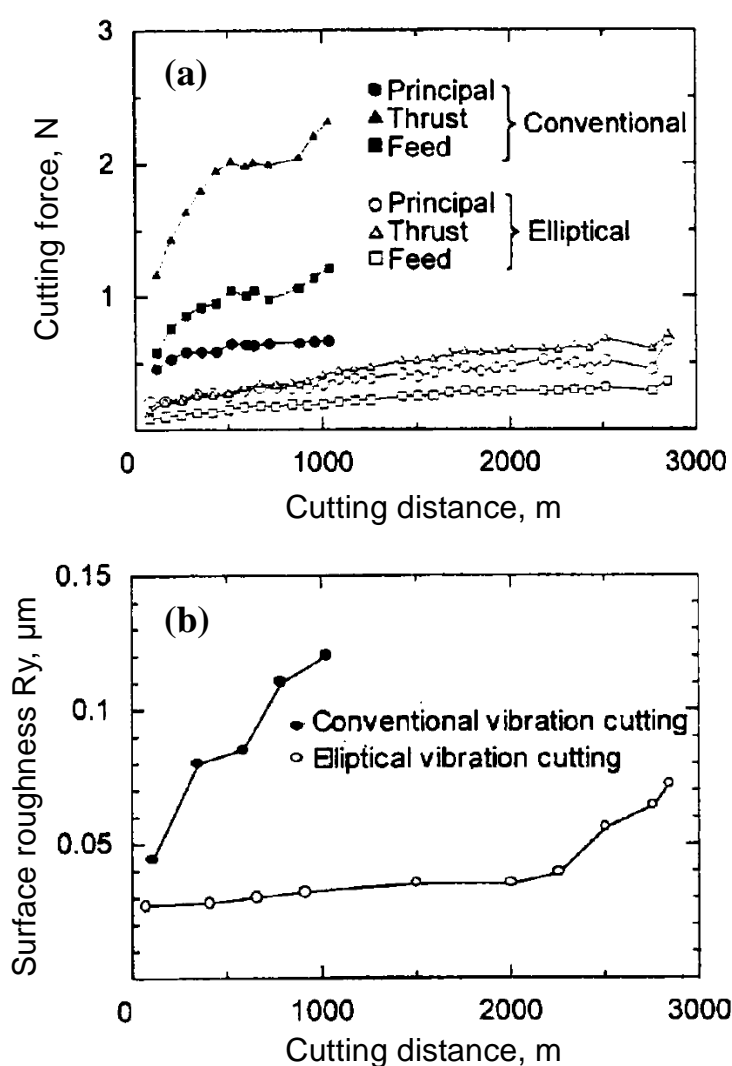 3
(a)
Principal
Thrust
Feed
Conventional
2
Principal
Thrust
Feed
Elliptical
1
Cutting force, N
0
1000
2000
3000
Cutting distance, m
0.15
(b)
0.1
Conventional vibration cutting
Elliptical vibration cutting
0.05
Surface roughness Ry, µm
0
1000
2000
3000
Cutting distance, m